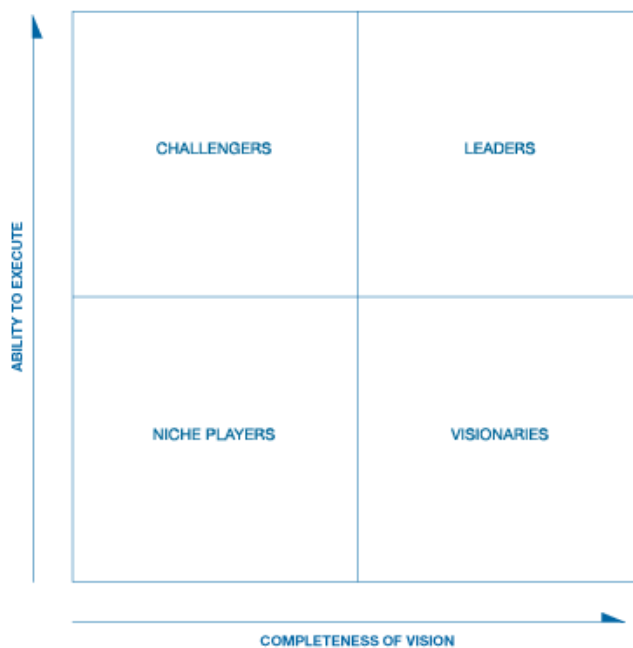 CHALLENGERS
LEADERS
ABILITY TO EXECUTE
NICHE PLAYERS
VISIONARIES
COMPLETENESS OF VISION